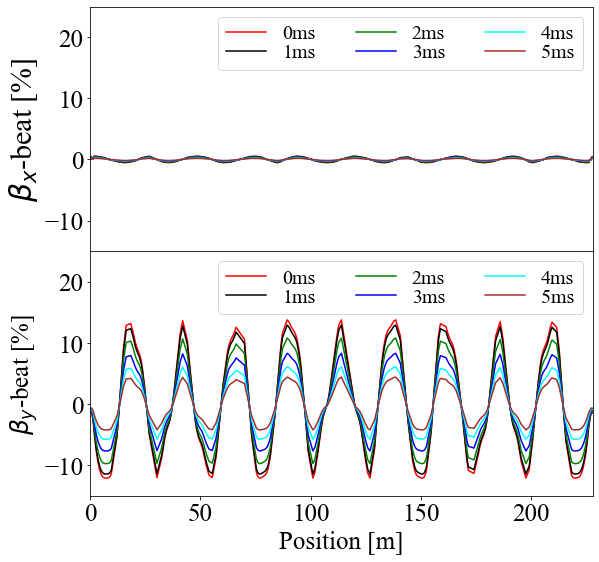 βx-beat [%]
20
10
0
−10
0ms 2ms 4ms
1ms 3ms 5ms
βy-beat [%]
20
10
0
−10
0ms 2ms 4ms
1ms 3ms 5ms
0 50 100 150 200
Position [m]